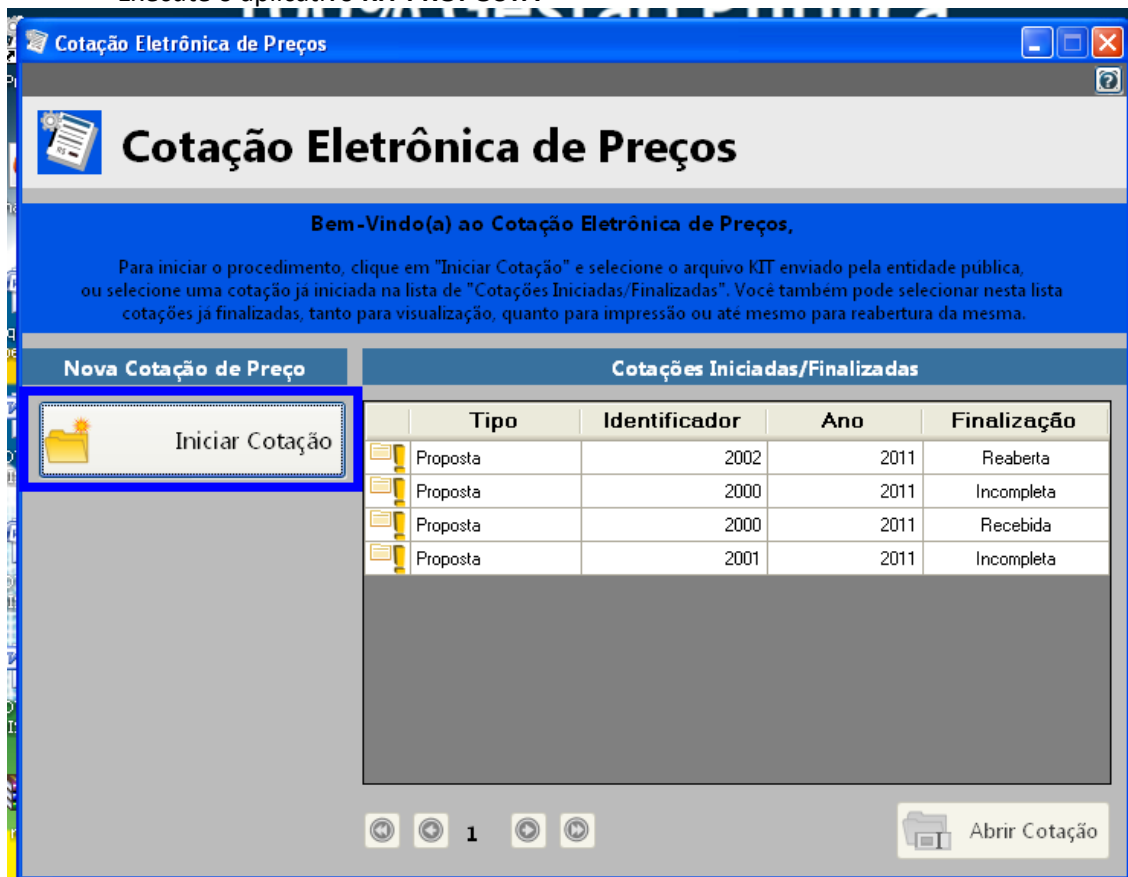 Cotação Eletrônica de Preços
Cotação Eletrônica de Preços
Bem-Vindo(a) ao Cotação Eletrônica de Preços,
Para iniciar o procedimento, clique em "Iniciar Cotação" e selecione o arquivo KIT enviado pela entidade pública,
ou selecione uma cotação já iniciada na lista de "Cotações Iniciadas/Finalizadas". Você também pode selecionar nesta lista
cotações já finalizadas, tanto para visualização, quanto para impressão ou até mesmo para reabertura da mesma.
Nova Cotação de Preço
Cotações Iniciadas/Finalizadas
Iniciar Cotação
Tipo Identificador Ano Finalização
Proposta 2002 2011 Reaberta
Proposta 2000 2011 Incompleta
Proposta 2000 2011 Recebida
Proposta 2001 2011 Incompleta
1
Abrir Cotação